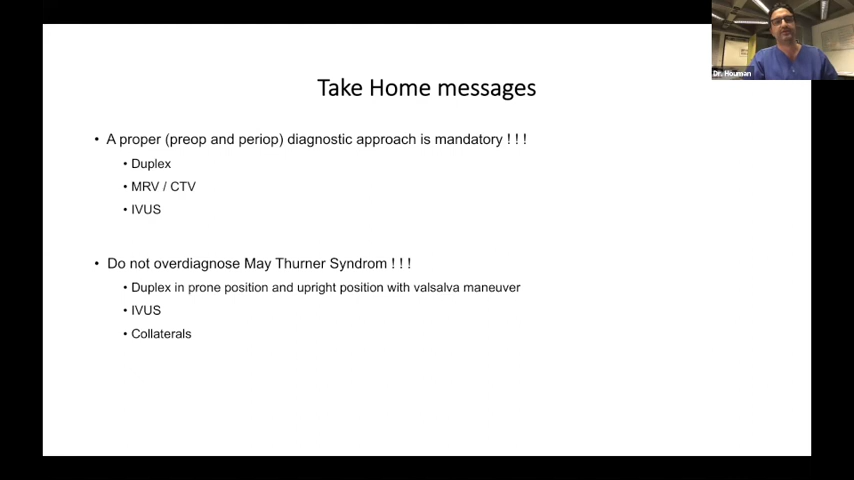 Dr. Houman
Take Home messages
• A proper (preop and periop) diagnostic approach is mandatory ! ! !
• Duplex
• MRV / CTV
• IVUS
• Do not overdiagnose May Thurner Syndrom ! ! !
• Duplex in prone position and upright position with valsalva maneuver
• IVUS
• Collaterals